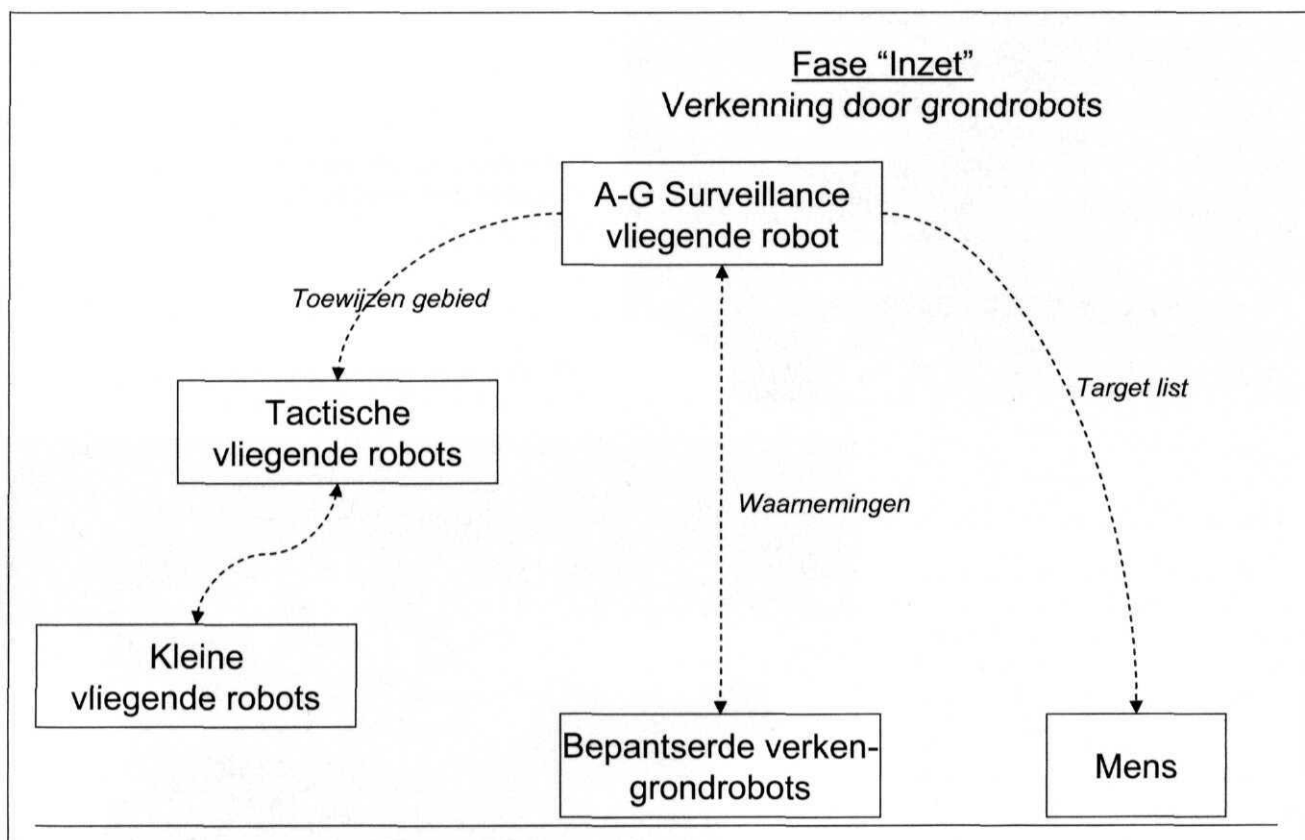 Fase “Inzet”
Verkenning door grondrobots
A-G Surveillance
vliegende robot
Toewijzen gebied
Tactische
vliegende robots
Target list
Waarnemingen
Kleine
vliegende robots
Bepantserde verken-
grondrobots
Mens